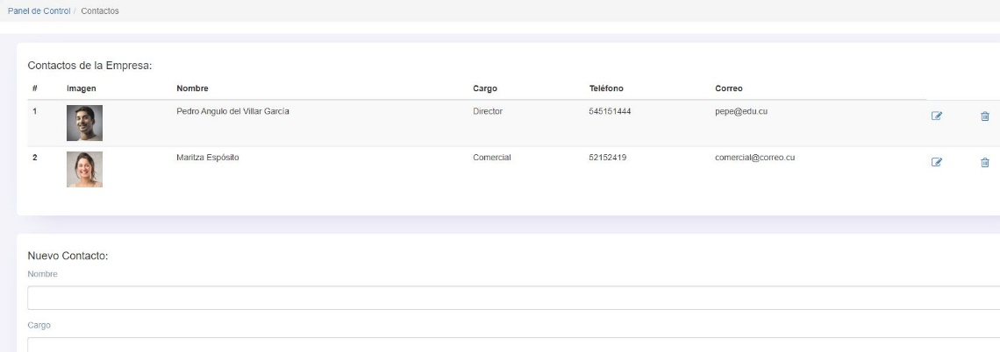 Panel de Control / Contactos
Contactos de la Empresa:
# Imagen Nombre Cargo Teléfono Correo
1 Pedro Angulo del Villar García Director 545151444 pepe@edu.cu
2 Maritza Espósito Comercial 52152419 comercial@correo.cu
Nuevo Contacto:
Nombre
Cargo